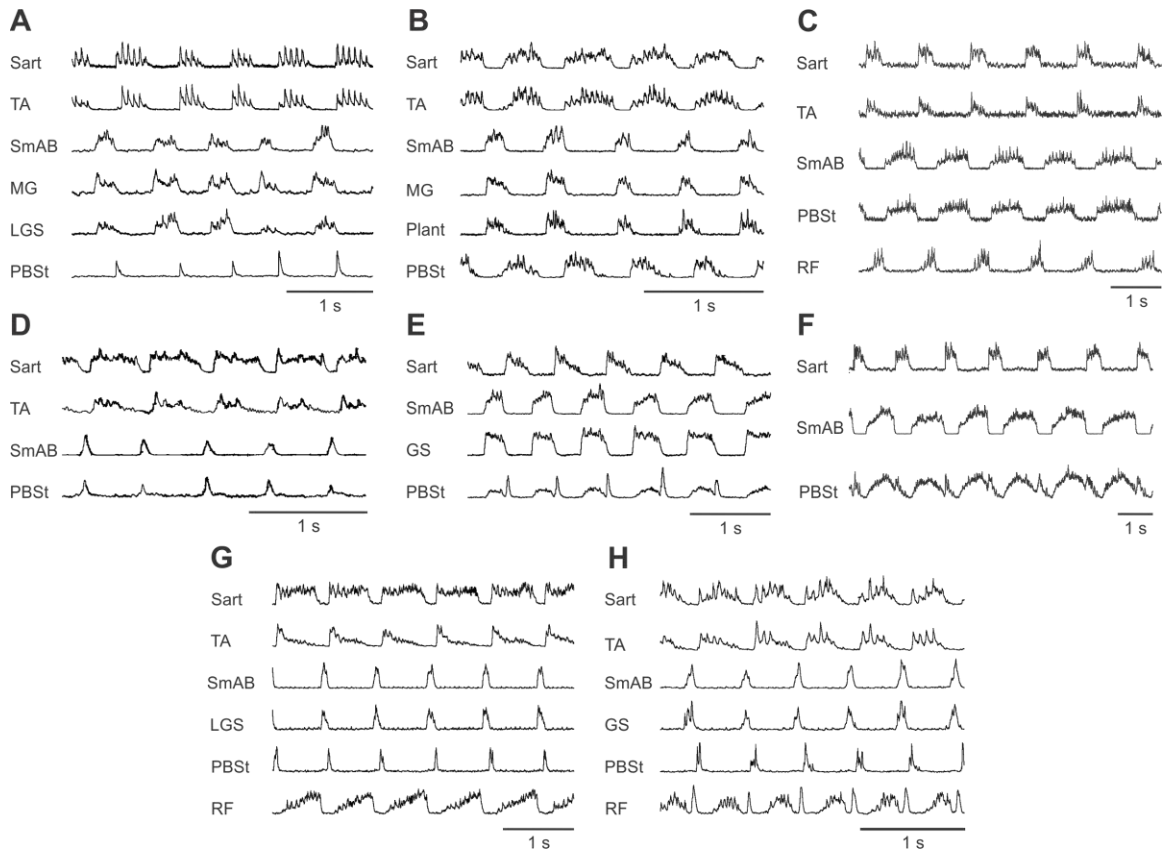 A
Sart
TA
SmAB
MG
LGS
PBSt
1 s
B
Sart
TA
SmAB
MG
Plant
PBSt
1 s
C
Sart
TA
SmAB
PBSt
RF
1 s
D
Sart
TA
SmAB
PBSt
1 s
E
Sart
SmAB
GS
PBSt
1 s
F
Sart
SmAB
PBSt
1 s
G
Sart
TA
SmAB
LGS
PBSt
RF
1 s
H
Sart
TA
SmAB
GS
PBSt
RF
1 s